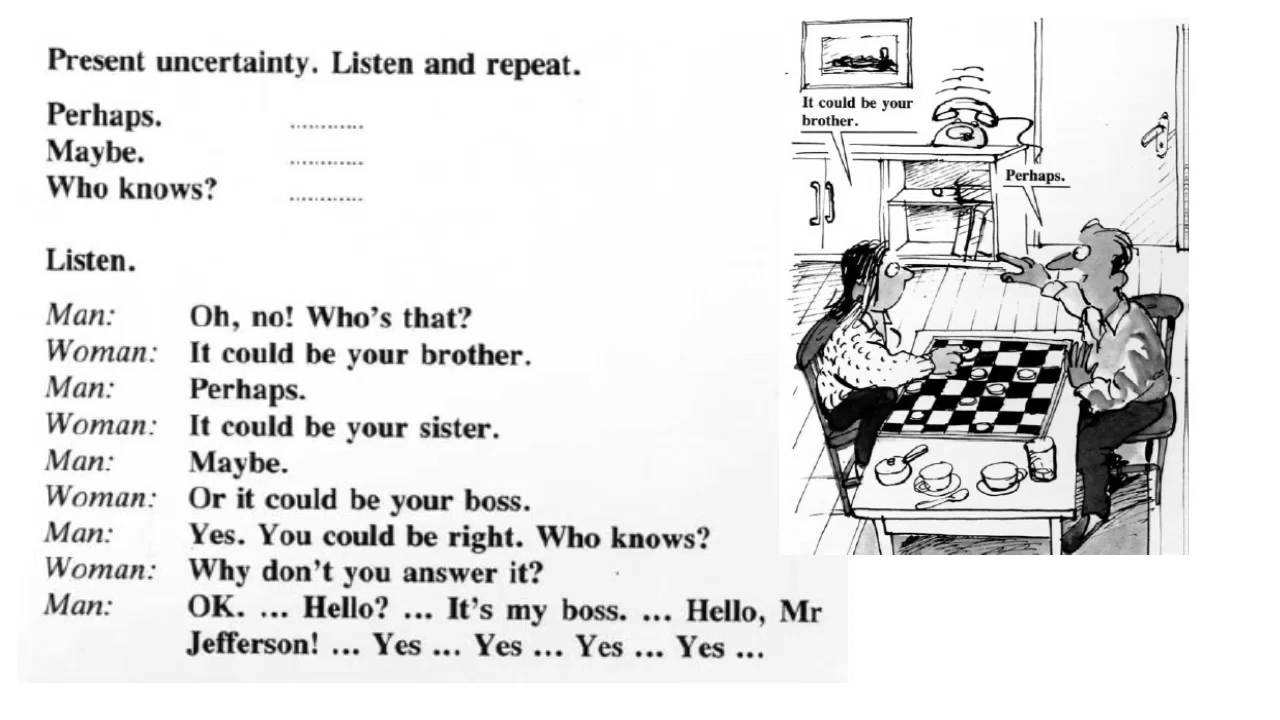 Present uncertainty. Listen and repeat.
Perhaps. ............
Maybe. ............
Who knows? ............
Listen.
Man: Oh, no! Who's that?
Woman: It could be your brother.
Man: Perhaps.
Woman: It could be your sister.
Man: Maybe.
Woman: Or it could be your boss.
Man: Yes. You could be right. Who knows?
Woman: Why don't you answer it?
Man: OK. ... Hello? ... It's my boss. ... Hello, Mr
Jefferson! ... Yes ... Yes ... Yes ... Yes ...
It could be your
brother.
Perhaps.